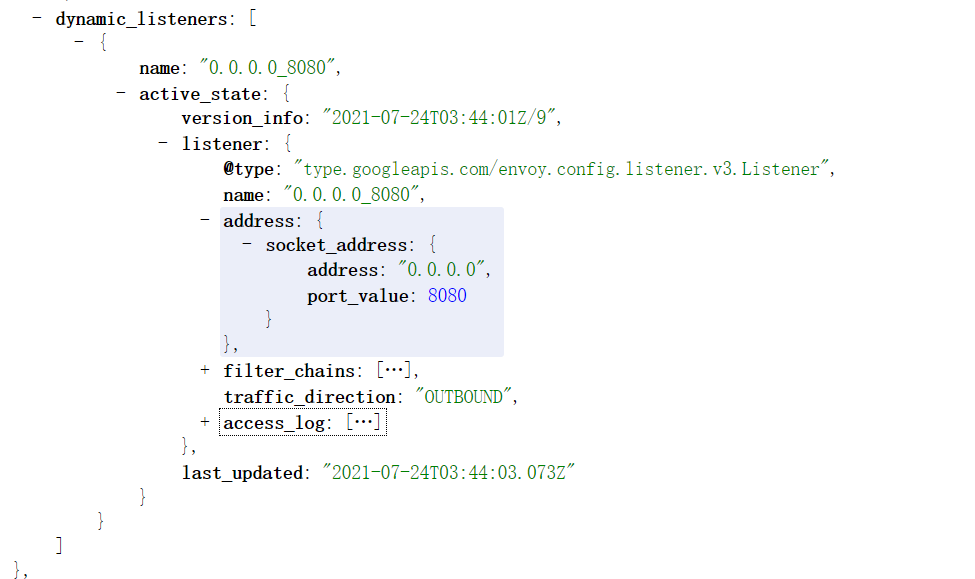 - dynamic_listeners: [
- {
name: "0.0.0.0_8080",
- active_state: {
version_info: "2021-07-24T03:44:01Z/9",
- listener: {
@type: "type.googleapis.com/envoy.config.listener.v3.Listener",
name: "0.0.0.0_8080",
- address: {
- socket_address: {
address: "0.0.0.0",
port_value: 8080
}
},
+ filter_chains: [⋯],
traffic_direction: "OUTBOUND",
+ access_log: [⋯]
},
last_updated: "2021-07-24T03:44:03.073Z"
}
}
]
},